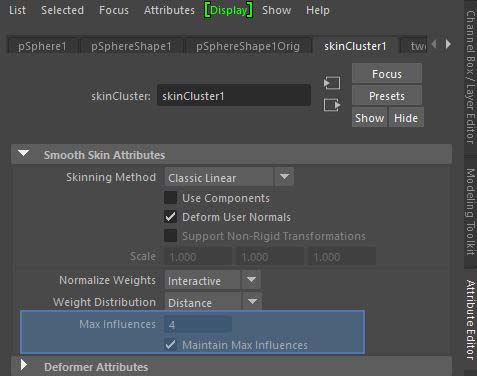 List Selected Focus Attributes [Display] Show Help
pSphere1 pSphereShape1 pSphereShape1Orig skinCluster1
Focus
skinCluster: skinCluster1
Presets
Show Hide
Smooth Skin Attributes
Skinning Method Classic Linear
Use Components
Deform User Normals
Support Non-Rigid Transformations
Scale 1.000 1.000 1.000
Normalize Weights Interactive
Weight Distribution Distance
Max Influences 4
Maintain Max Influences
Deformer Attributes
Channel Box / Layer Editor
Modeling Toolkit
Attribute Editor